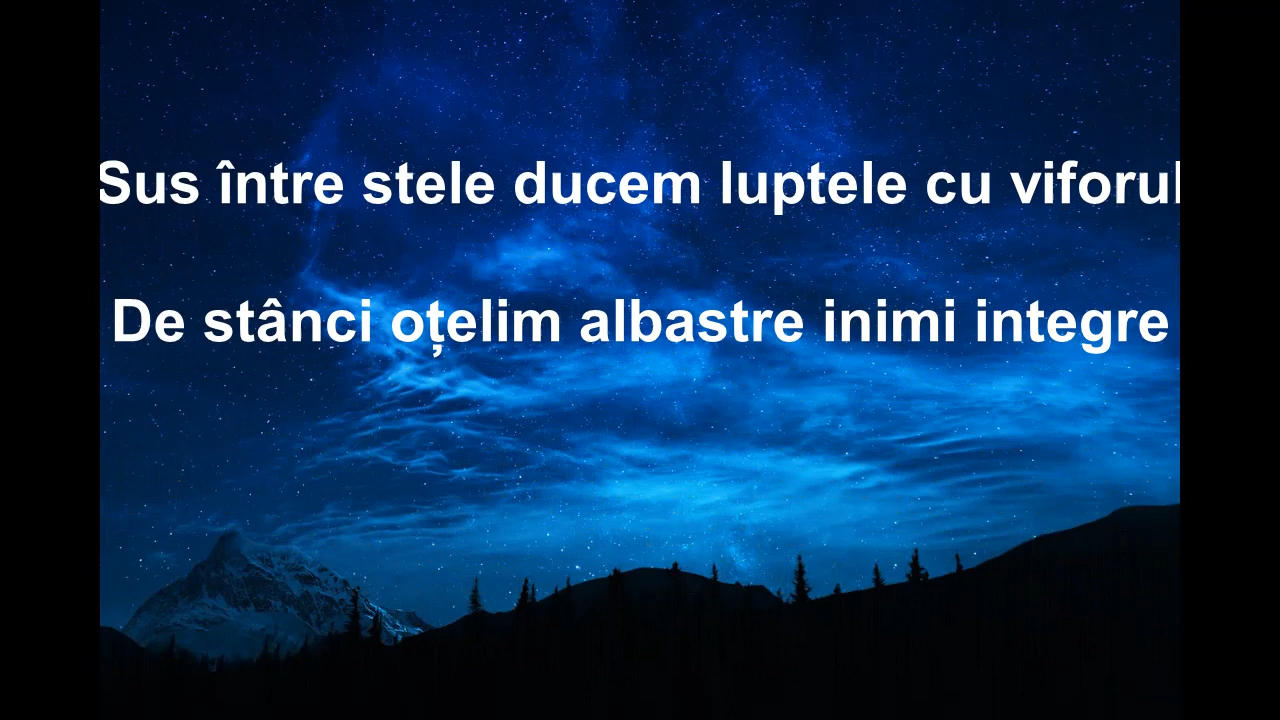 Sus între stele ducem luptele cu viforul
De stânci oțelim albastre inimi integre